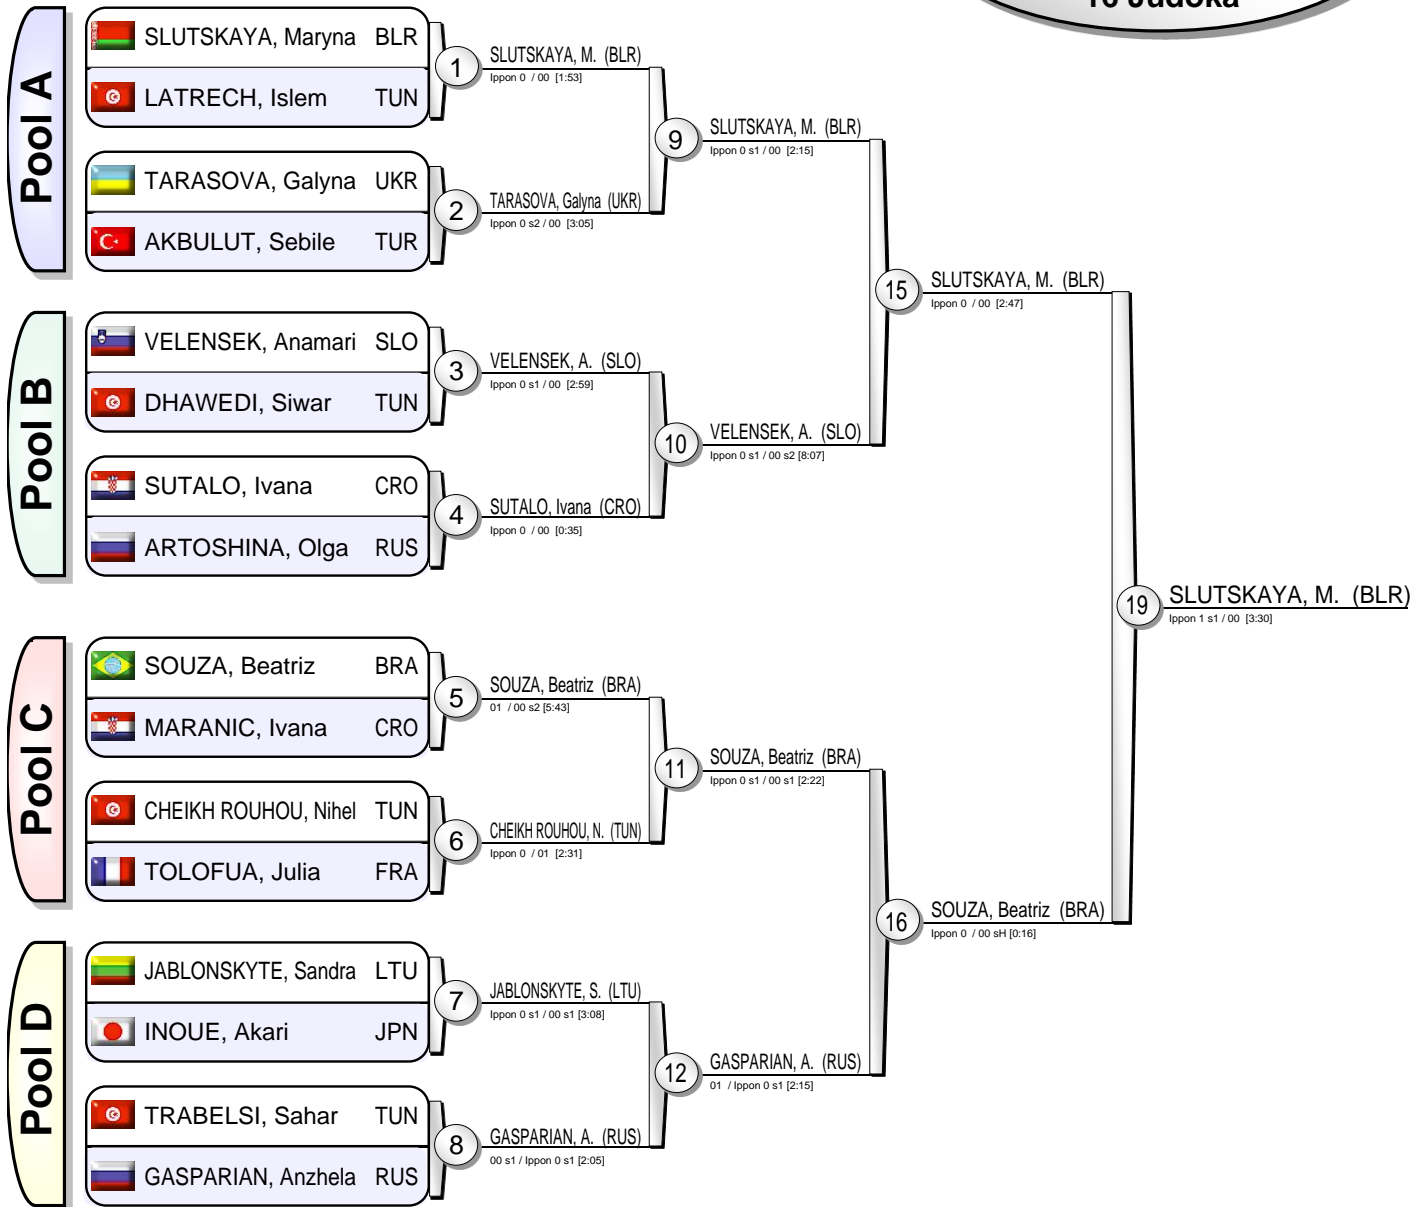 16 Judoka
Pool A
SLUTSKAYA, Maryna BLR
LATRECH, Islem TUN
TARASOVA, Galyna UKR
AKBULUT, Sebile TUR
Pool B
VELENSEK, Anamari SLO
DHAWEDI, Siwar TUN
SUTALO, Ivana CRO
ARTOSHINA, Olga RUS
Pool C
SOUZA, Beatriz BRA
MARANIC, Ivana CRO
CHEIKH ROUHOU, Nihel TUN
TOLOFUA, Julia FRA
Pool D
JABLONSKYTE, Sandra LTU
INOUE, Akari JPN
TRABELSI, Sahar TUN
GASPARIAN, Anzhela RUS
1
SLUTSKAYA, M. (BLR)
Ippon 0 / 00 [1:53]
2
TARASOVA, Galyna (UKR)
Ippon 0 s2 / 00 [3:05]
3
VELENSEK, A. (SLO)
Ippon 0 s1 / 00 [2:59]
4
SUTALO, Ivana (CRO)
Ippon 0 / 00 [0:35]
5
SOUZA, Beatriz (BRA)
01 / 00 s2 [5:43]
6
CHEIKH ROUHOU, N. (TUN)
Ippon 0 / 01 [2:31]
7
JABLONSKYTE, S. (LTU)
Ippon 0 s1 / 00 s1 [3:08]
8
GASPARIAN, A. (RUS)
00 s1 / Ippon 0 s1 [2:05]
9
SLUTSKAYA, M. (BLR)
Ippon 0 s1 / 00 [2:15]
10
VELENSEK, A. (SLO)
Ippon 0 s1 / 00 s2 [8:07]
11
SOUZA, Beatriz (BRA)
Ippon 0 s1 / 00 s1 [2:22]
12
GASPARIAN, A. (RUS)
01 / Ippon 0 s1 [2:15]
15
SLUTSKAYA, M. (BLR)
Ippon 0 / 00 [2:47]
16
SOUZA, Beatriz (BRA)
Ippon 0 / 00 sH [0:16]
19
SLUTSKAYA, M. (BLR)
Ippon 1 s1 / 00 [3:30]